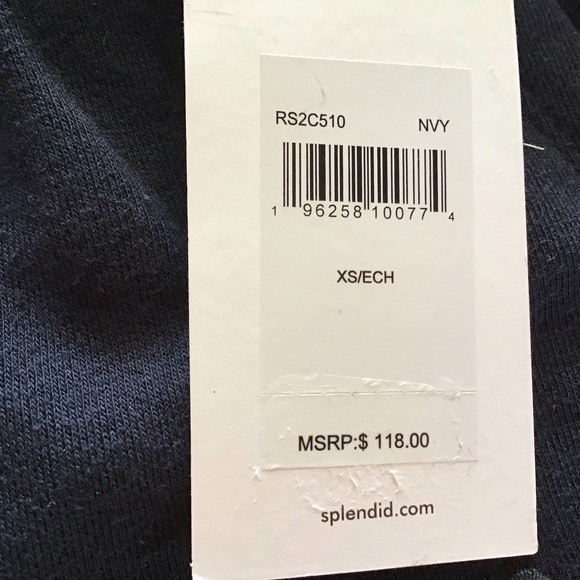 RS2C510 NVY
1 96258 10077 4
XS/ECH
MSRP:$ 118.00
splendid.com